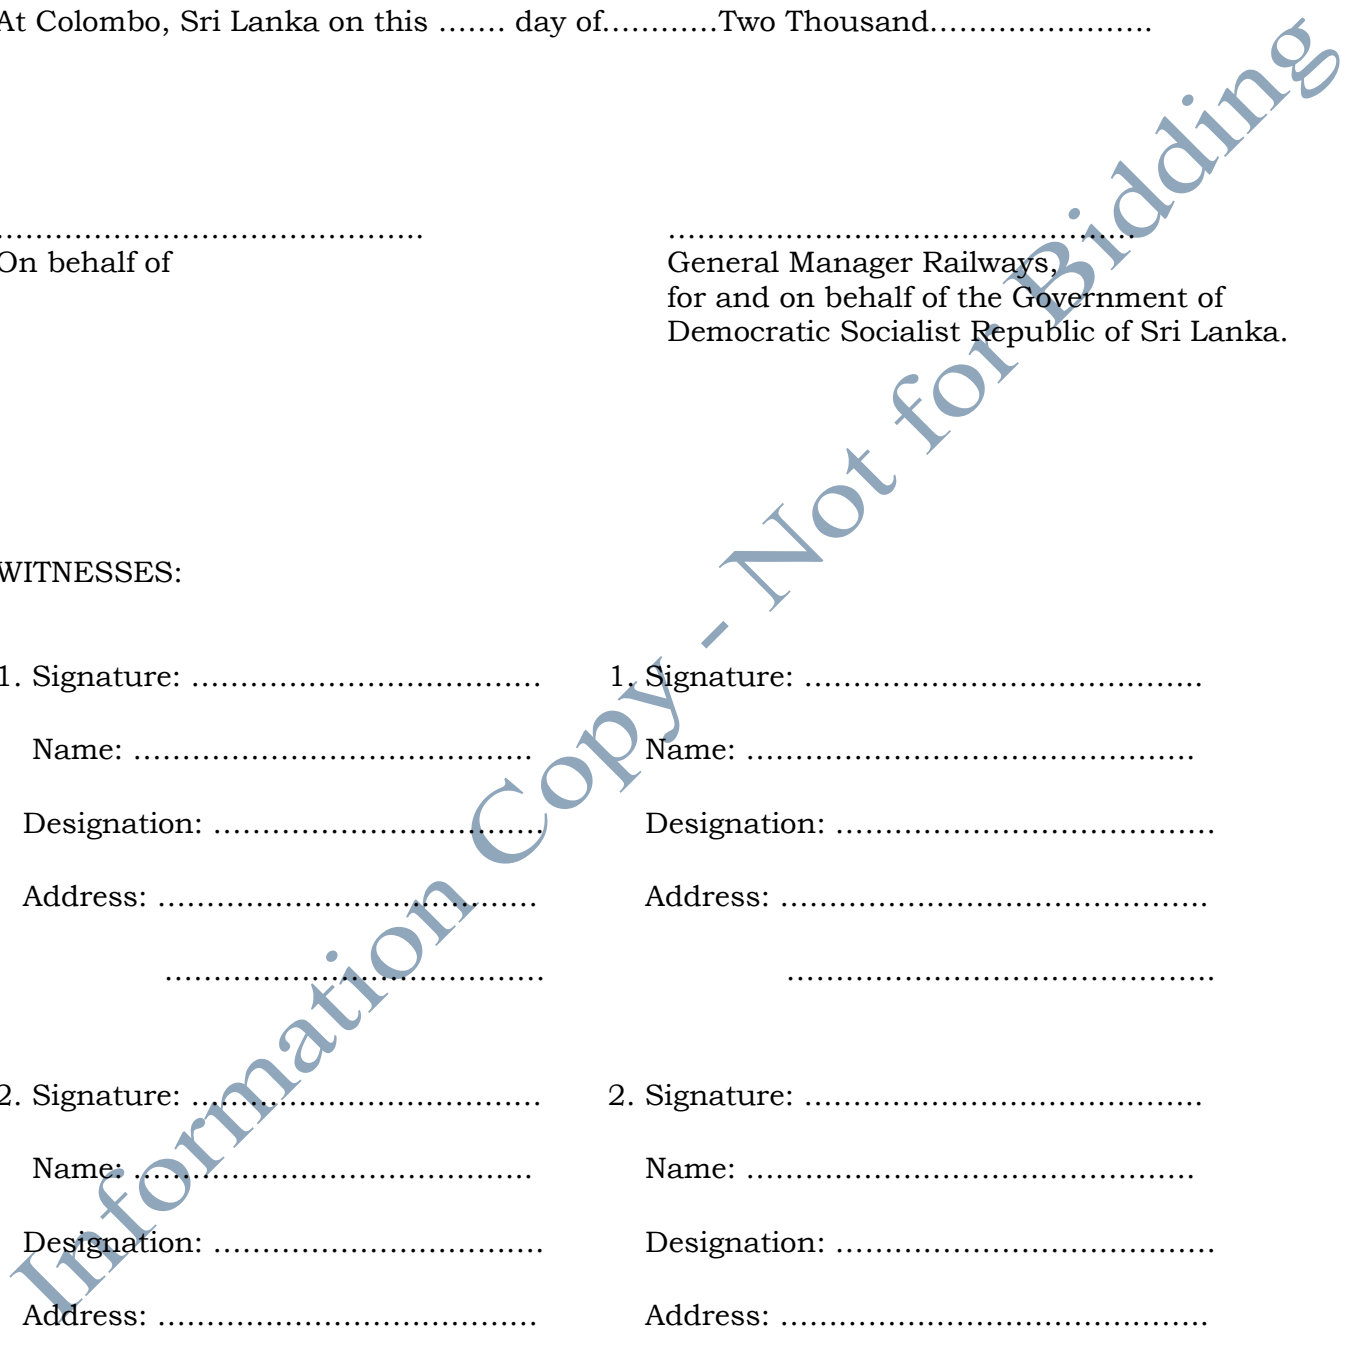 At Colombo, Sri Lanka on this ....... day of............Two Thousand.......................
............................................ ................................................
On behalf of General Manager Railways,
for and on behalf of the Government of
Democratic Socialist Republic of Sri Lanka.
WITNESSES:
1. Signature: .................................... 1. Signature: .........................................
Name: ......................................... Name: ..............................................
Designation: .................................. Designation: .......................................
Address: ....................................... Address: ............................................
....................................... ............................................
2. Signature: .................................... 2. Signature: .........................................
Name: ......................................... Name: ..............................................
Designation: .................................. Designation: .......................................
Address: ....................................... Address: ............................................
Information Copy - Not for Bidding